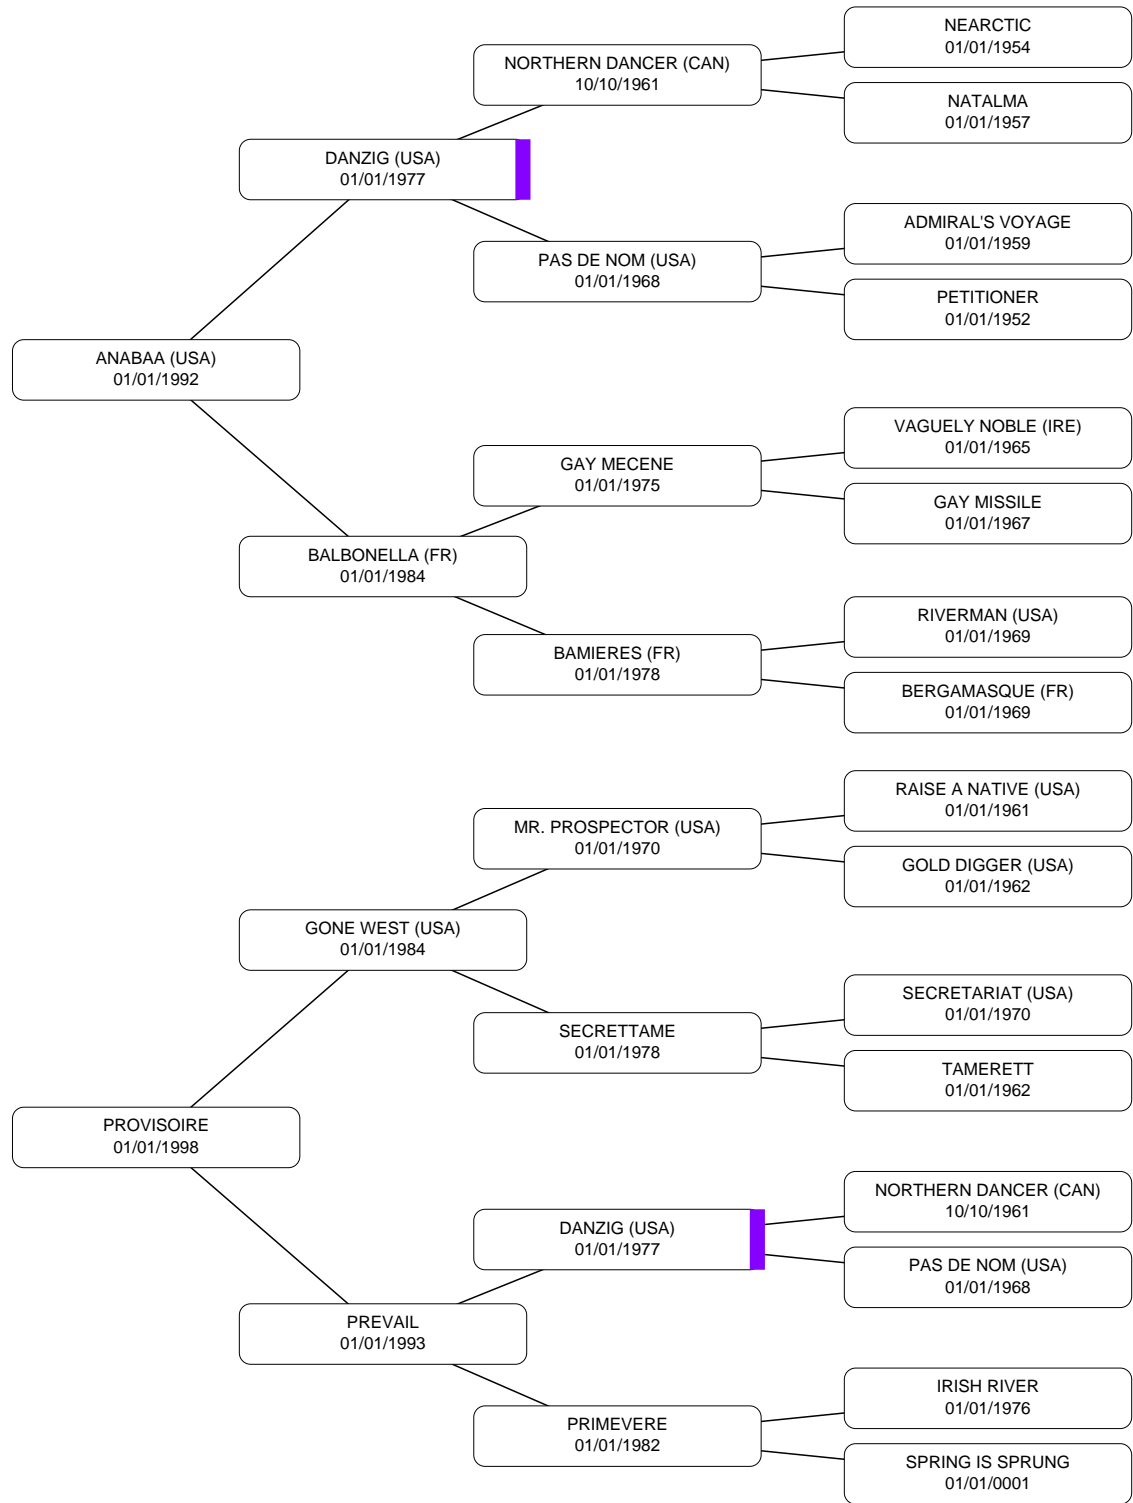 NEARCTIC
01/01/1954
NORTHERN DANCER (CAN)
10/10/1961
NATALMA
01/01/1957
DANZIG (USA)
01/01/1977
ADMIRAL'S VOYAGE
01/01/1959
PAS DE NOM (USA)
01/01/1968
PETITIONER
01/01/1952
ANABAA (USA)
01/01/1992
VAGUELY NOBLE (IRE)
01/01/1965
GAY MECENE
01/01/1975
GAY MISSILE
01/01/1967
BALBONELLA (FR)
01/01/1984
RIVERMAN (USA)
01/01/1969
BAMIERES (FR)
01/01/1978
BERGAMASQUE (FR)
01/01/1969
RAISE A NATIVE (USA)
01/01/1961
MR. PROSPECTOR (USA)
01/01/1970
GOLD DIGGER (USA)
01/01/1962
GONE WEST (USA)
01/01/1984
SECRETARIAT (USA)
01/01/1970
SECRETTAME
01/01/1978
TAMERETT
01/01/1962
PROVISOIRE
01/01/1998
NORTHERN DANCER (CAN)
10/10/1961
DANZIG (USA)
01/01/1977
PAS DE NOM (USA)
01/01/1968
PREVAIL
01/01/1993
IRISH RIVER
01/01/1976
PRIMEVERE
01/01/1982
SPRING IS SPRUNG
01/01/0001